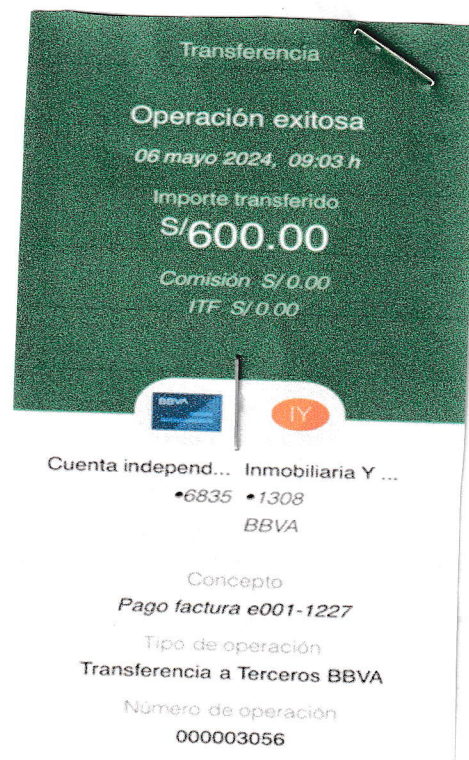 Transferencia
Operación exitosa
06 mayo 2024, 09:03 h
Importe transferido
S/600.00
Comisión S/ 0.00
ITF S/ 0.00
BBVA IY
Cuenta independ... Inmobiliaria Y ...
•6835 •1308
BBVA
Concepto
Pago factura e001-1227
Tipo de operación
Transferencia a Terceros BBVA
Número de operación
000003056